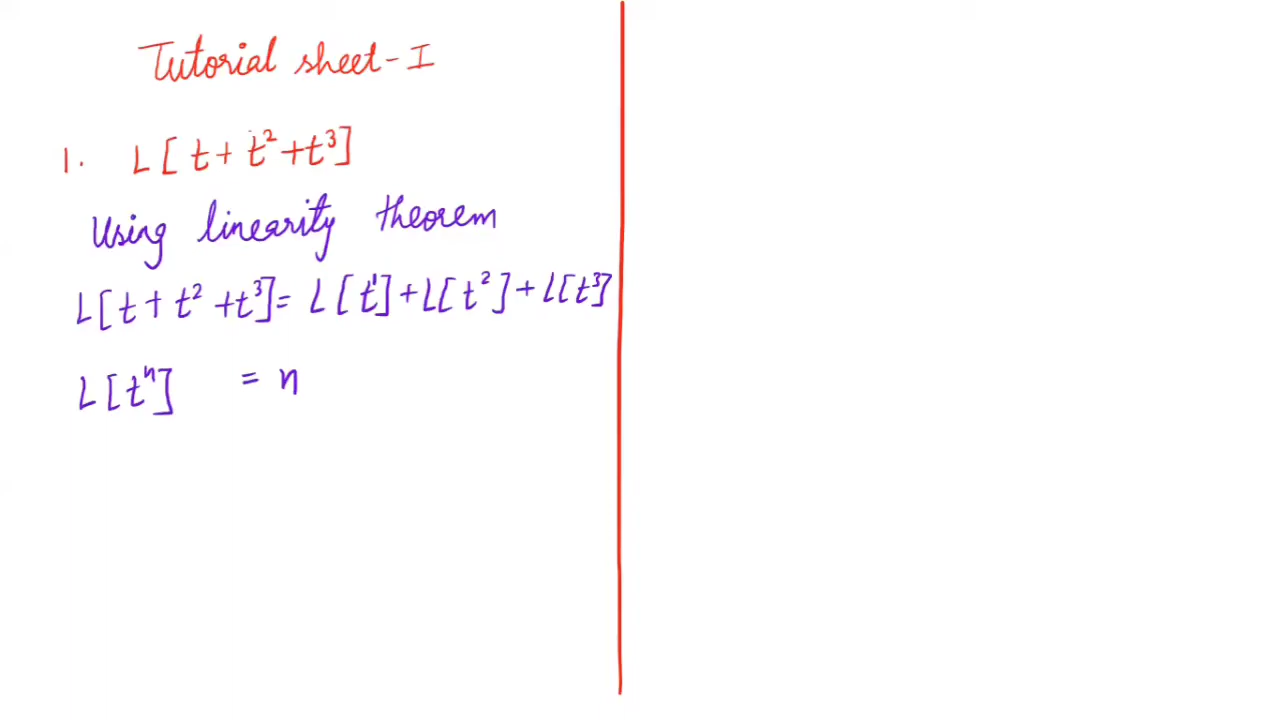 Tutorial sheet - I
1. L[t + t² + t³]
Using linearity theorem
L[t + t² + t³] = L[t¹] + L[t²] + L[t³]
L[tⁿ] = n